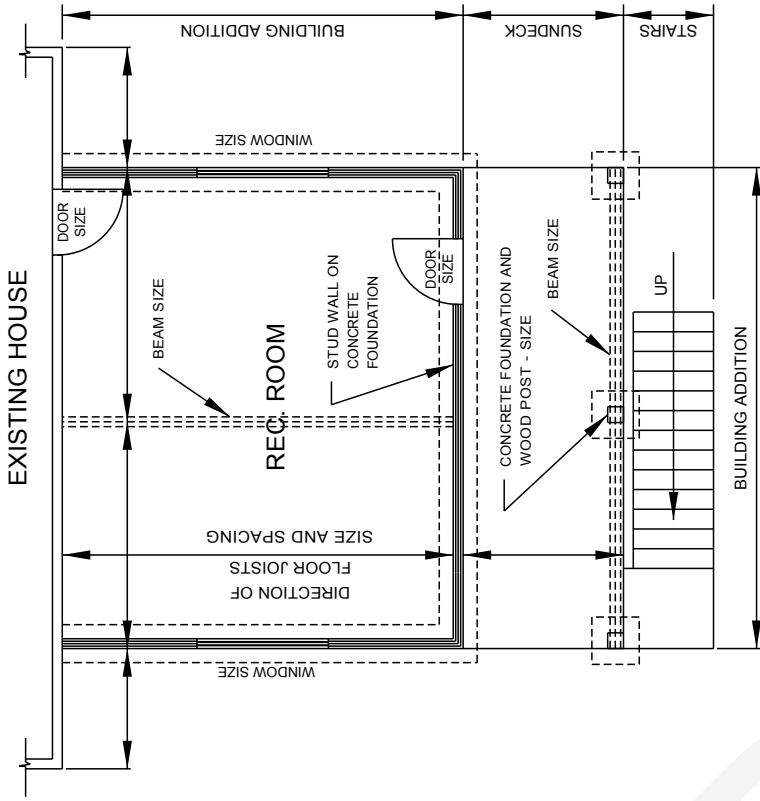 EXISTING HOUSE
BUILDING ADDITION
SUNDECK
STAIRS
WINDOW SIZE
DOOR
SIZE
BEAM SIZE
REC. ROOM
STUD WALL ON
CONCRETE
FOUNDATION
DOOR
SIZE
CONCRETE FOUNDATION AND
WOOD POST - SIZE
BEAM SIZE
UP
DIRECTION OF
FLOOR JOISTS
SIZE AND SPACING
WINDOW SIZE
BUILDING ADDITION